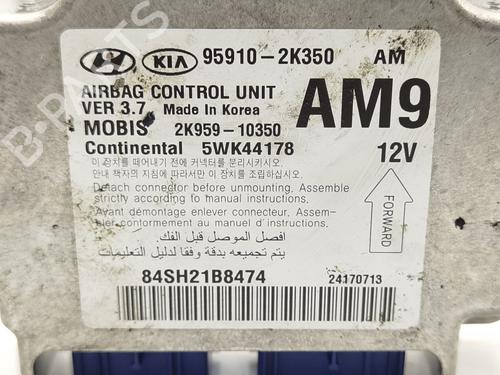 HYUNDAI KIA 95910-2K350 AM
AIRBAG CONTROL UNIT
AM9
VER 3.7 Made in Korea
MOBIS 2K959-10350
Continental 5WK44178
12V
이 장치를 떼어내기 전에 커넥터를 분리시키시오.
안내 책자의 지침에 따라서만 이 장치를 조립하십시오.
Detach connector before unmounting, Assemble
strictly according to manual instructions.
Avant démontage enlever connecteur, Assem-
bler conformement au manuel d'instructions.
FORWARD
افصل الموصل قبل الفك.
يتم تجميعه بدقة وفقا لدليل التعليمات
84SH21B8474
24170713
B-PARTS